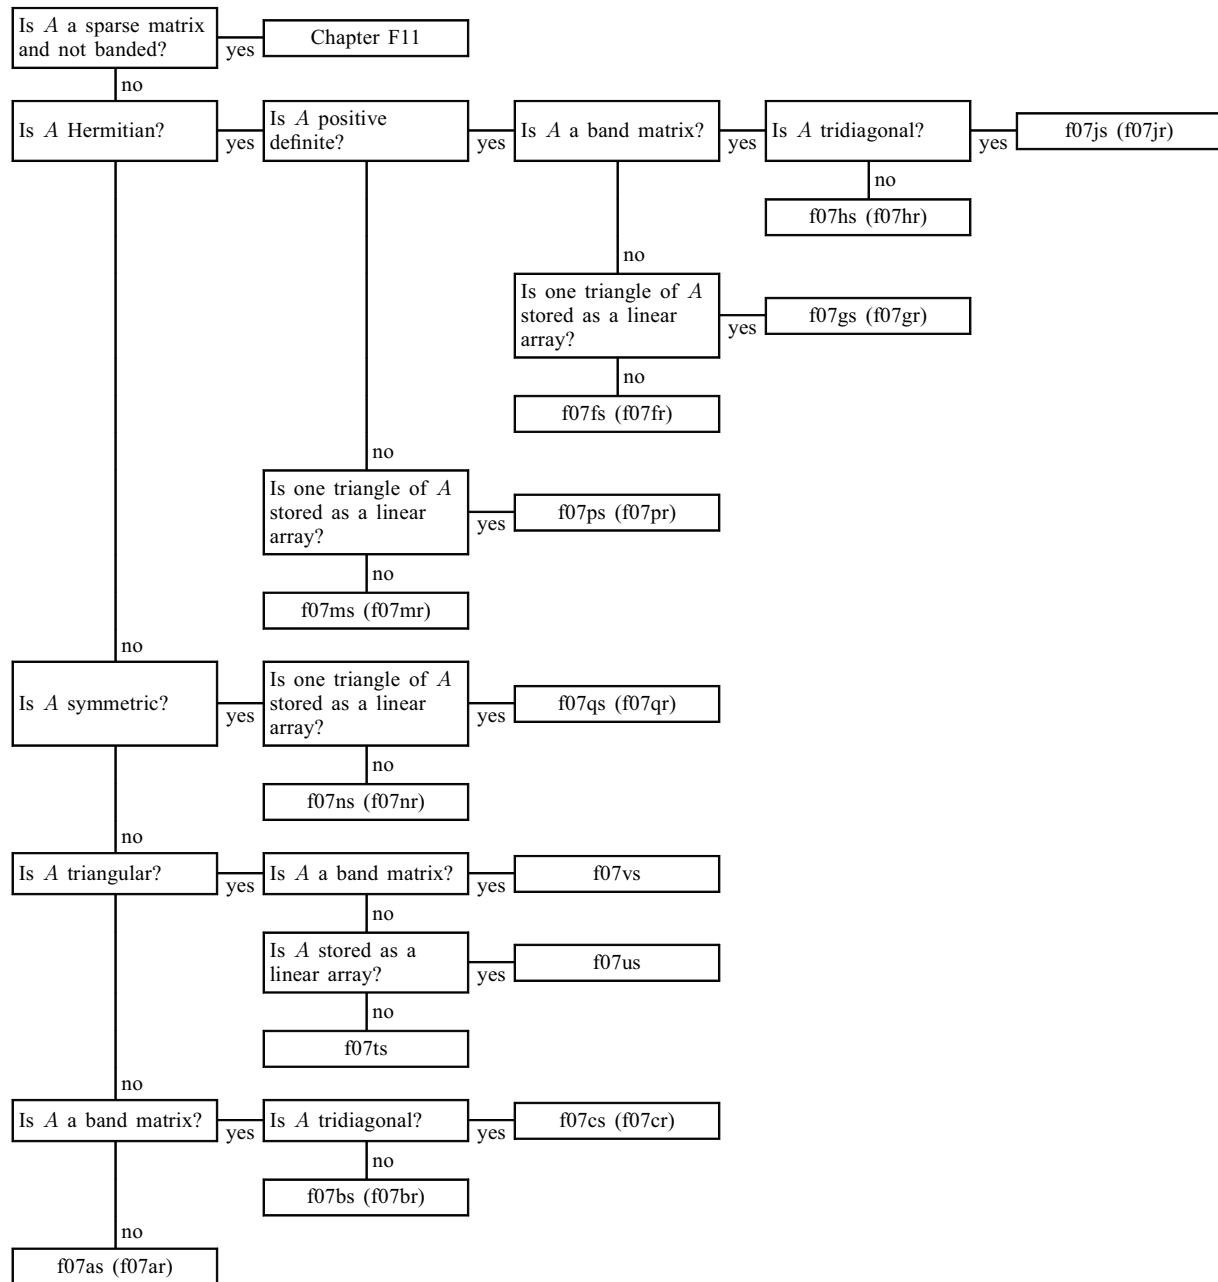 Is A a sparse matrix
and not banded?
yes
Chapter F11
no
Is A Hermitian?
yes
Is A positive
definite?
yes
Is A a band matrix?
yes
Is A tridiagonal?
yes
f07js (f07jr)
no
f07hs (f07hr)
no
Is one triangle of A
stored as a linear
array?
yes
f07gs (f07gr)
no
f07fs (f07fr)
no
Is one triangle of A
stored as a linear
array?
yes
f07ps (f07pr)
no
f07ms (f07mr)
no
Is A symmetric?
yes
Is one triangle of A
stored as a linear
array?
yes
f07qs (f07qr)
no
f07ns (f07nr)
no
Is A triangular?
yes
Is A a band matrix?
yes
f07vs
no
Is A stored as a
linear array?
yes
f07us
no
f07ts
no
Is A a band matrix?
yes
Is A tridiagonal?
yes
f07cs (f07cr)
no
f07bs (f07br)
no
f07as (f07ar)